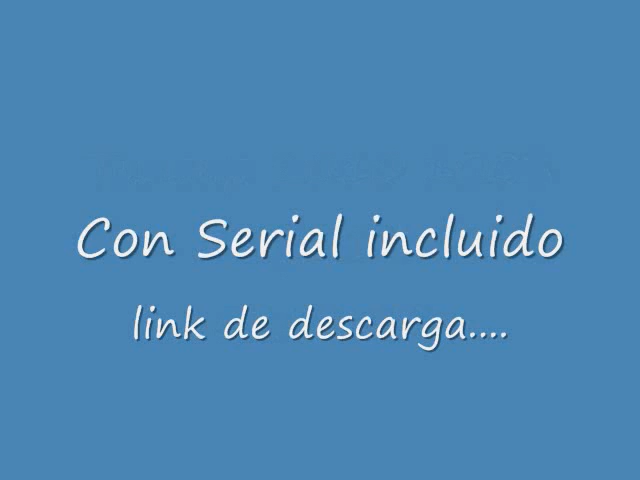 Con Serial incluido
link de descarga....